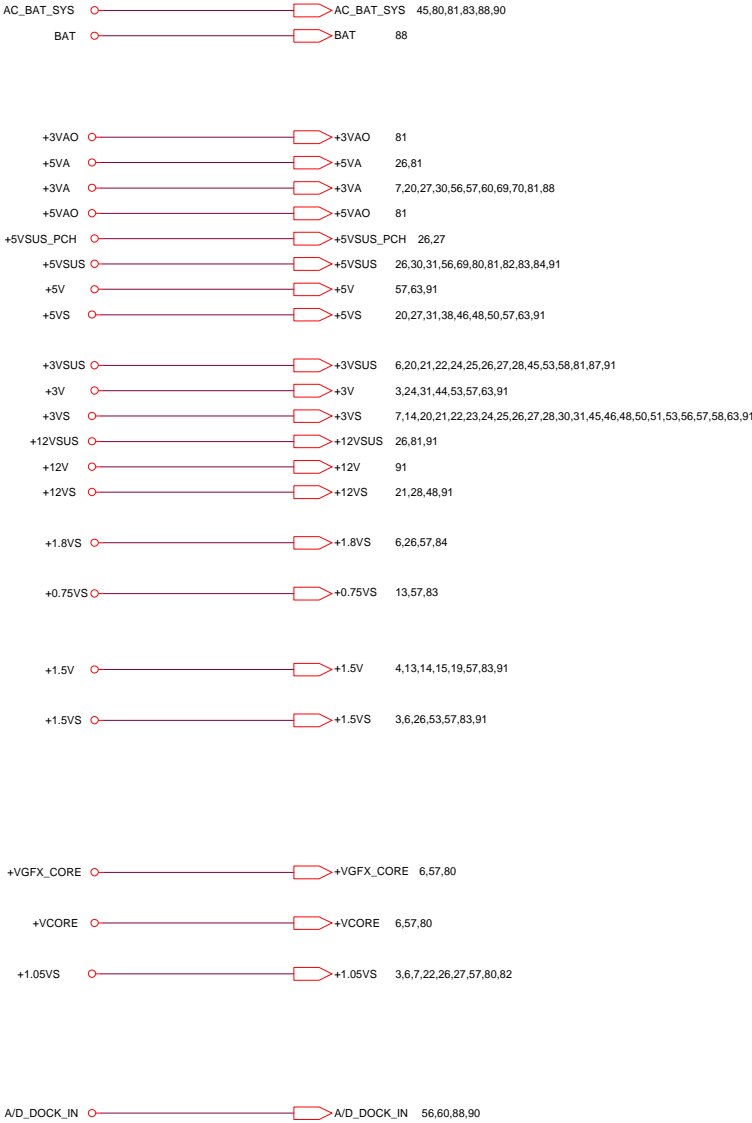 AC_BAT_SYS AC_BAT_SYS 45,80,81,83,88,90
BAT BAT 88
+3VAO +3VAO 81
+5VA +5VA 26,81
+3VA +3VA 7,20,27,30,56,57,60,69,70,81,88
+5VAO +5VAO 81
+5VSUS_PCH +5VSUS_PCH 26,27
+5VSUS +5VSUS 26,30,31,56,69,80,81,82,83,84,91
+5V +5V 57,63,91
+5VS +5VS 20,27,31,38,46,48,50,57,63,91
+3VSUS +3VSUS 6,20,21,22,24,25,26,27,28,45,53,58,81,87,91
+3V +3V 3,24,31,44,53,57,63,91
+3VS +3VS 7,14,20,21,22,23,24,25,26,27,28,30,31,45,46,48,50,51,53,56,57,58,63,91
+12VSUS +12VSUS 26,81,91
+12V +12V 91
+12VS +12VS 21,28,48,91
+1.8VS +1.8VS 6,26,57,84
+0.75VS +0.75VS 13,57,83
+1.5V +1.5V 4,13,14,15,19,57,83,91
+1.5VS +1.5VS 3,6,26,53,57,83,91
+VGFX_CORE +VGFX_CORE 6,57,80
+VCORE +VCORE 6,57,80
+1.05VS +1.05VS 3,6,7,22,26,27,57,80,82
A/D_DOCK_IN A/D_DOCK_IN 56,60,88,90